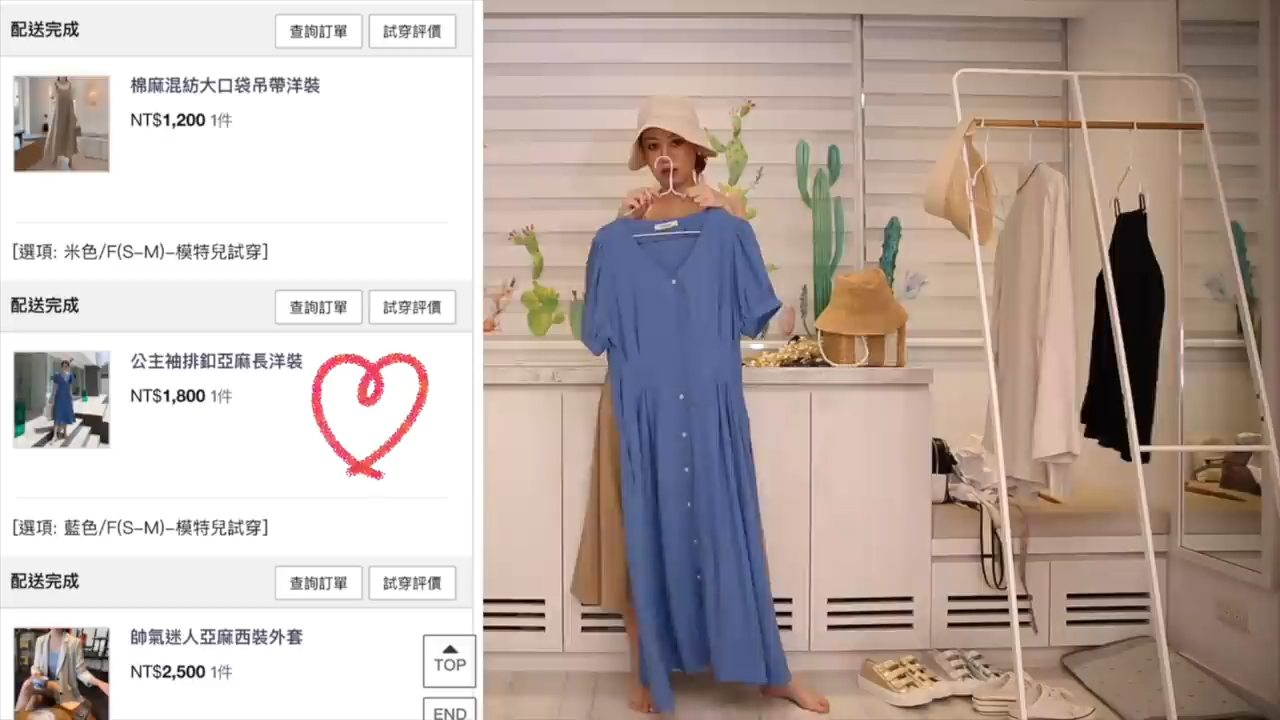 配送完成
查詢訂單
試穿評價
棉麻混紡大口袋吊帶洋裝
NT$1,200 1件
[選項: 米色/F(S–M)–模特兒試穿]
配送完成
查詢訂單
試穿評價
公主袖排釦亞麻長洋裝
NT$1,800 1件
[選項: 藍色/F(S–M)–模特兒試穿]
配送完成
查詢訂單
試穿評價
帥氣迷人亞麻西裝外套
NT$2,500 1件
TOP
END